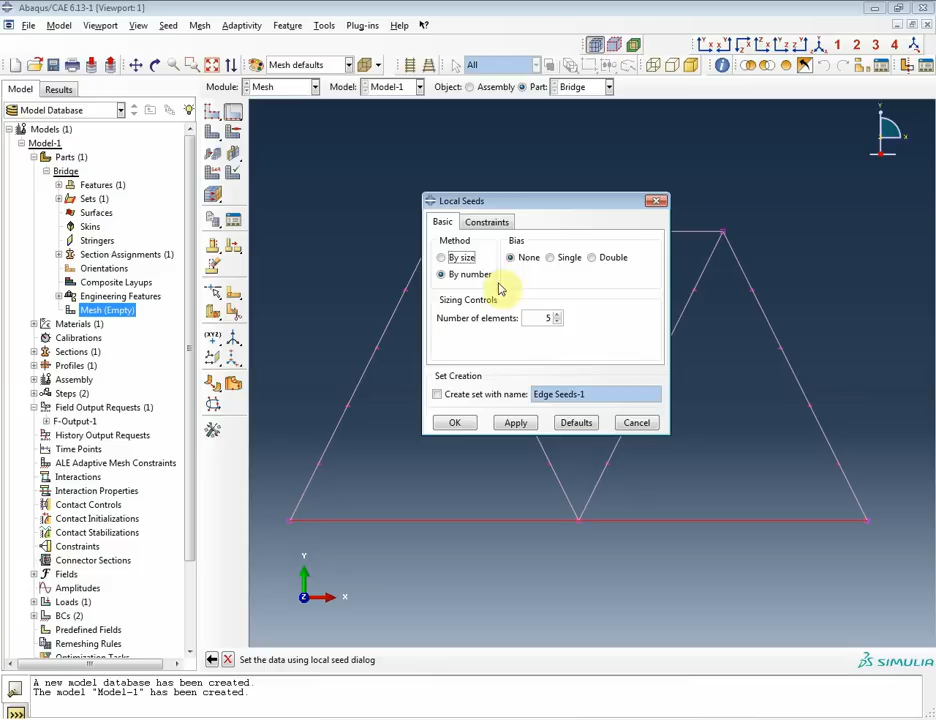 Abaqus/CAE 6.13-1 [Viewport: 1]
File Model Viewport View Seed Mesh Adaptivity Feature Tools Plug-ins Help
Mesh defaults All 1 2 3 4
Model Results Module: Mesh Model: Model-1 Object: Assembly Part: Bridge
Model Database
Models (1)
Model-1
Parts (1)
Bridge
Features (1)
Sets (1)
Surfaces
Skins
Stringers
Section Assignments (1)
Orientations
Composite Layups
Engineering Features
Mesh (Empty)
Materials (1)
Calibrations
Sections (1)
Profiles (1)
Assembly
Steps (2)
Field Output Requests (1)
F-Output-1
History Output Requests
Time Points
ALE Adaptive Mesh Constraints
Interactions
Interaction Properties
Contact Controls
Contact Initializations
Contact Stabilizations
Constraints
Connector Sections
Fields
Amplitudes
Loads (1)
BCs (2)
Predefined Fields
Remeshing Rules
Optimization Tasks
Y
X
Local Seeds
Basic Constraints
Method Bias
By size None Single Double
By number
Sizing Controls
Number of elements: 5
Set Creation
Create set with name: Edge Seeds-1
OK Apply Defaults Cancel
Y
Z X
Set the data using local seed dialog
SIMULIA
A new model database has been created.
The model "Model-1" has been created.
>>>